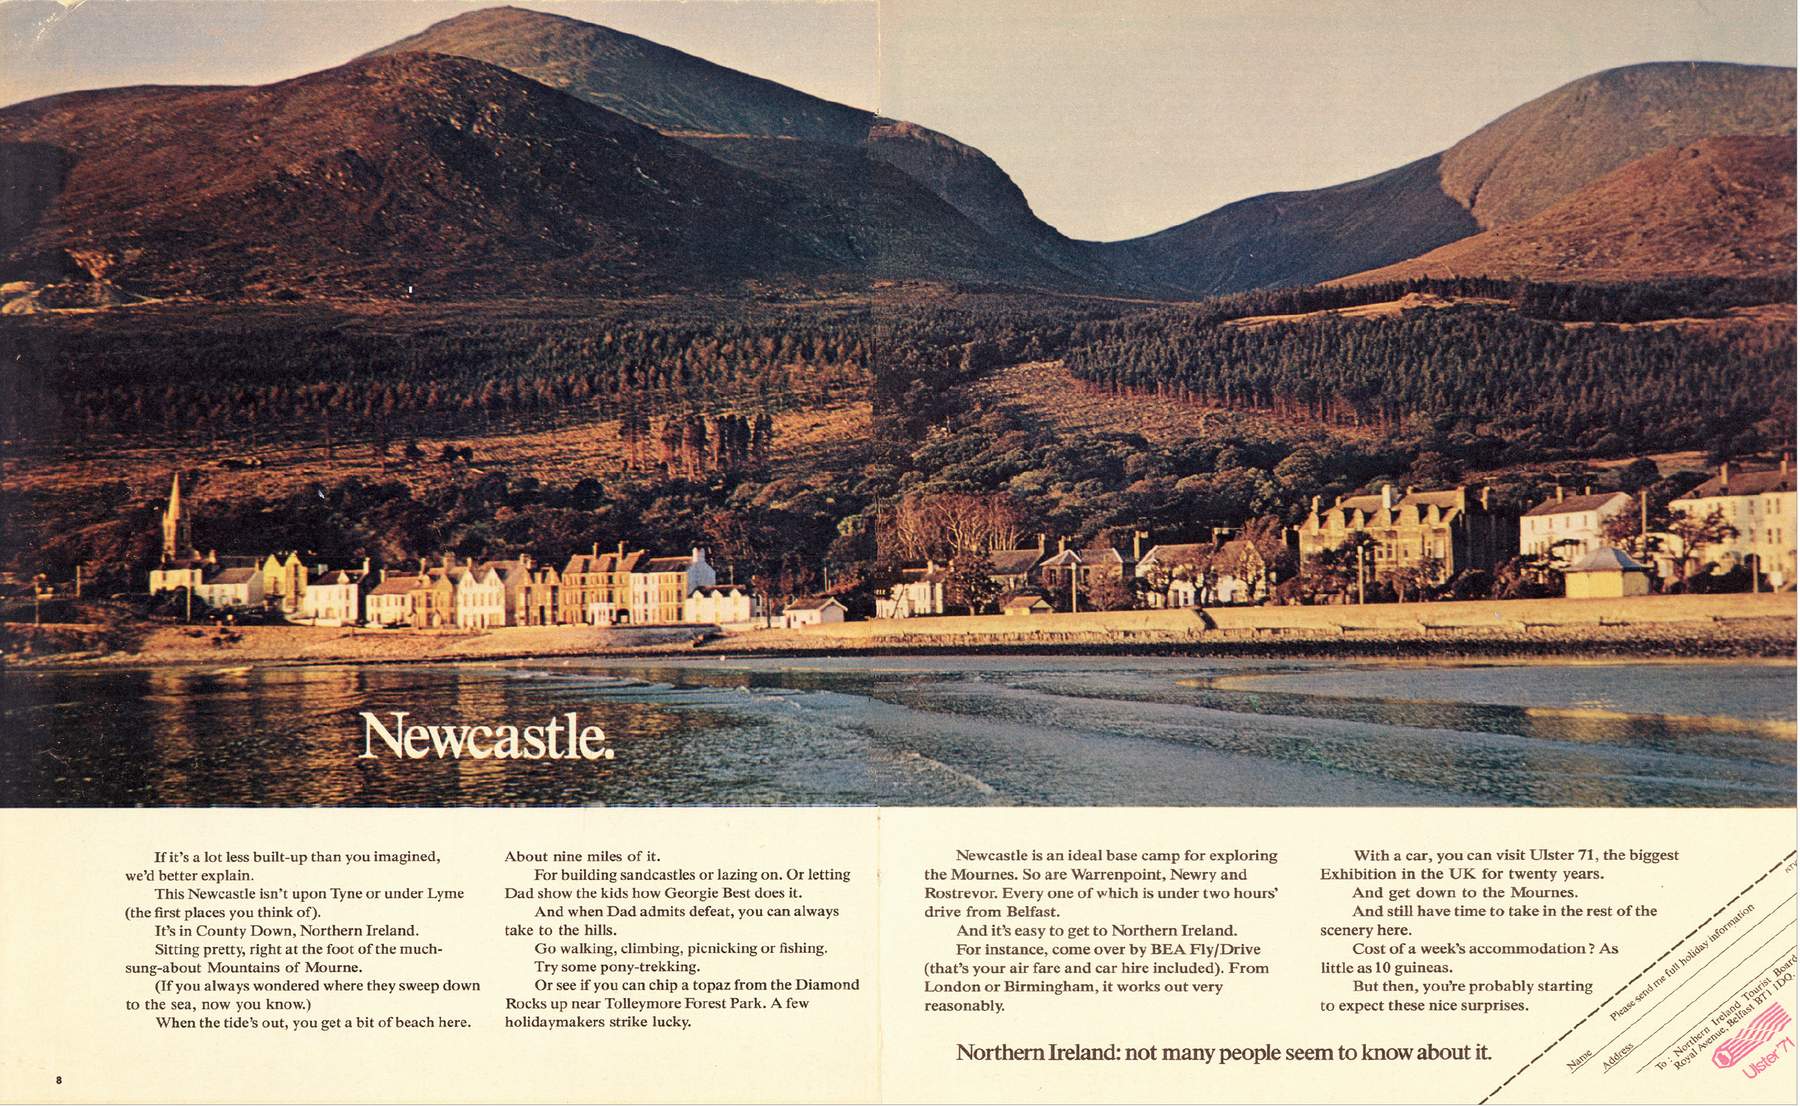 Newcastle.
If it's a lot less built-up than you imagined,
we'd better explain.
This Newcastle isn't upon Tyne or under Lyme
(the first places you think of).
It's in County Down, Northern Ireland.
Sitting pretty, right at the foot of the much-
sung-about Mountains of Mourne.
(If you always wondered where they sweep down
to the sea, now you know.)
When the tide's out, you get a bit of beach here.
About nine miles of it.
For building sandcastles or lazing on. Or letting
Dad show the kids how Georgie Best does it.
And when Dad admits defeat, you can always
take to the hills.
Go walking, climbing, picnicking or fishing.
Try some pony-trekking.
Or see if you can chip a topaz from the Diamond
Rocks up near Tolleymore Forest Park. A few
holidaymakers strike lucky.
Newcastle is an ideal base camp for exploring
the Mournes. So are Warrenpoint, Newry and
Rostrevor. Every one of which is under two hours'
drive from Belfast.
And it's easy to get to Northern Ireland.
For instance, come over by BEA Fly/Drive
(that's your air fare and car hire included). From
London or Birmingham, it works out very
reasonably.
With a car, you can visit Ulster 71, the biggest
Exhibition in the UK for twenty years.
And get down to the Mournes.
And still have time to take in the rest of the
scenery here.
Cost of a week's accommodation? As
little as 10 guineas.
But then, you're probably starting
to expect these nice surprises.
Northern Ireland: not many people seem to know about it.
Please send me full holiday information
Name
Address
To: Northern Ireland Tourist Board
Royal Avenue, Belfast BT1 1DQ.
Ulster 71
8